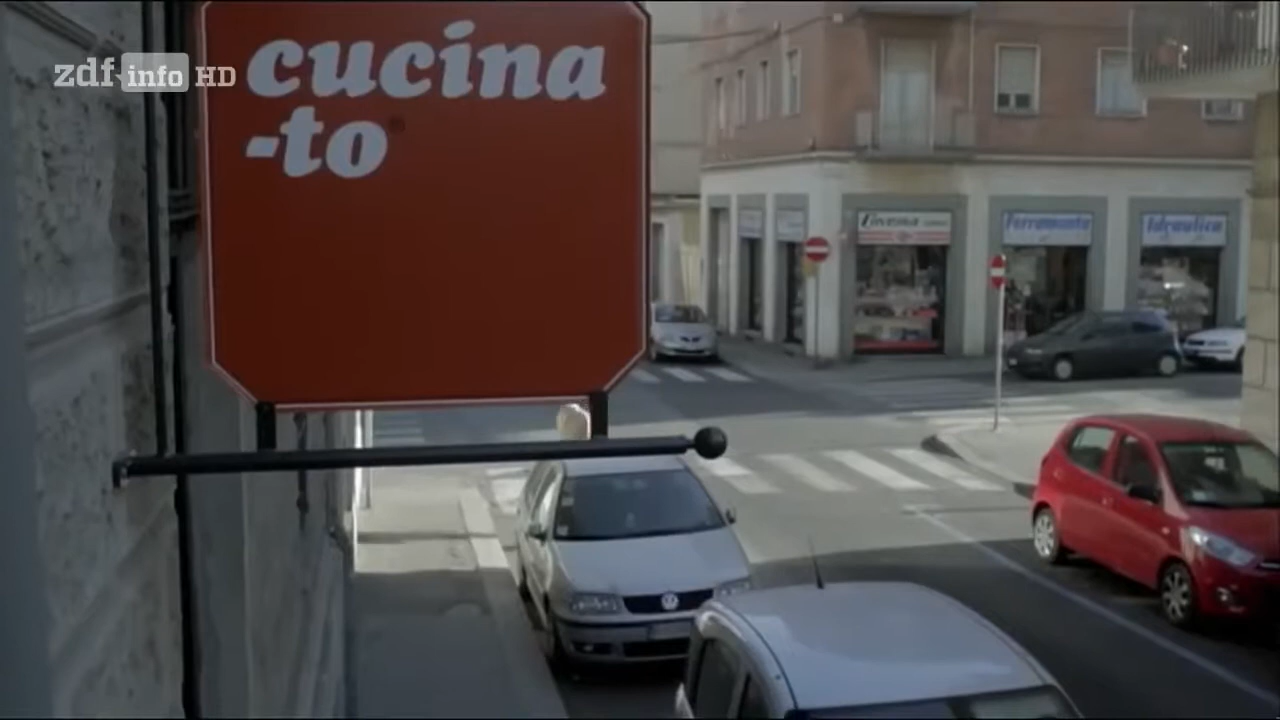 zdf info HD
cucina
-to
Ferramenta
Idraulica